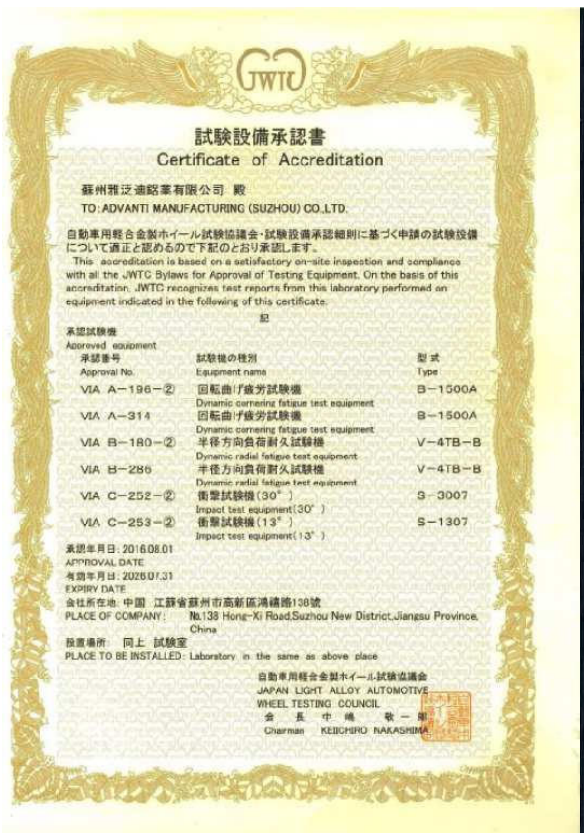 JWTC
試験設備承認書
Certificate of Accreditation
蘇州雅泛迪鋁業有限公司 殿
TO: ADVANTI MANUFACTURING (SUZHOU) CO.,LTD.
自動車用軽合金製ホイール試験協議会・試験設備承認細則に基づく申請の試験設備
について適正と認めるので下記のとおり承認します。
This accreditation is based on a satisfactory on-site inspection and compliance
with all the JWTC Bylaws for Approval of Testing Equipment. On the basis of this
accreditation, JWTC recognizes test reports from this laboratory performed on
equipment indicated in the following of this certificate.
記
承認試験機
Approved equipment
承認番号 試験機の種別 型式
Approval No. Equipment name Type
VIA A-196-② 回転曲げ疲労試験機 B-1500A
Dynamic cornering fatigue test equipment
VIA A-314 回転曲げ疲労試験機 B-1500A
Dynamic cornering fatigue test equipment
VIA B-180-② 半径方向負荷耐久試験機 V-4TB-B
Dynamic radial fatigue test equipment
VIA B-286 半径方向負荷耐久試験機 V-4TB-B
Dynamic radial fatigue test equipment
VIA C-252-② 衝撃試験機(30°) S-3007
Impact test equipment(30°)
VIA C-253-② 衝撃試験機(13°) S-1307
Impact test equipment(13°)
承認年月日: 2016.08.01
APPROVAL DATE
有効年月日: 2026.07.31
EXPIRY DATE
会社所在地: 中国 江蘇省蘇州市高新區鴻禧路138號
PLACE OF COMPANY: No.138 Hong-Xi Road,Suzhou New District,Jiangsu Province,
China
設置場所: 同上 試験室
PLACE TO BE INSTALLED: Laboratory in the same as above place
自動車用軽合金製ホイール試験協議会
JAPAN LIGHT ALLOY AUTOMOTIVE
WHEEL TESTING COUNCIL
会長 中嶋 敬一郎
Chairman KEIICHIRO NAKASHIMA